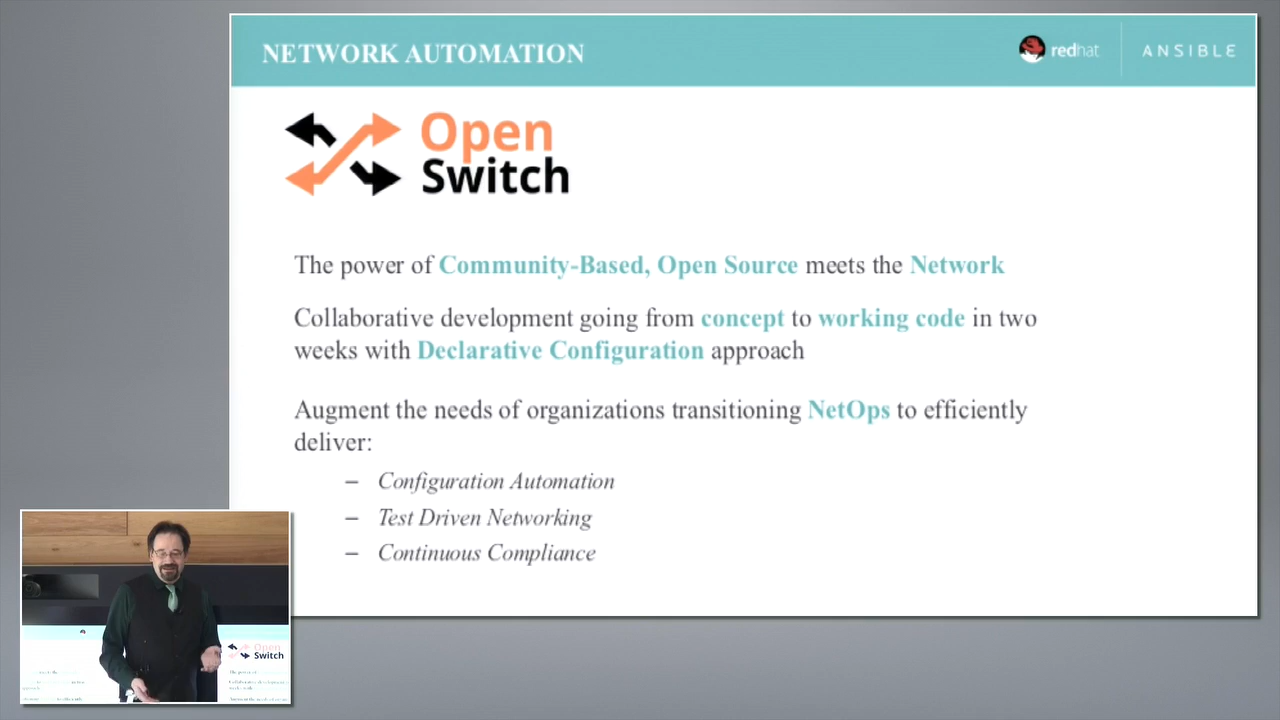 NETWORK AUTOMATION
redhat
ANSIBLE
Open
Switch
The power of Community-Based, Open Source meets the Network
Collaborative development going from concept to working code in two
weeks with Declarative Configuration approach
Augment the needs of organizations transitioning NetOps to efficiently
deliver:
– Configuration Automation
– Test Driven Networking
– Continuous Compliance
Open
Switch